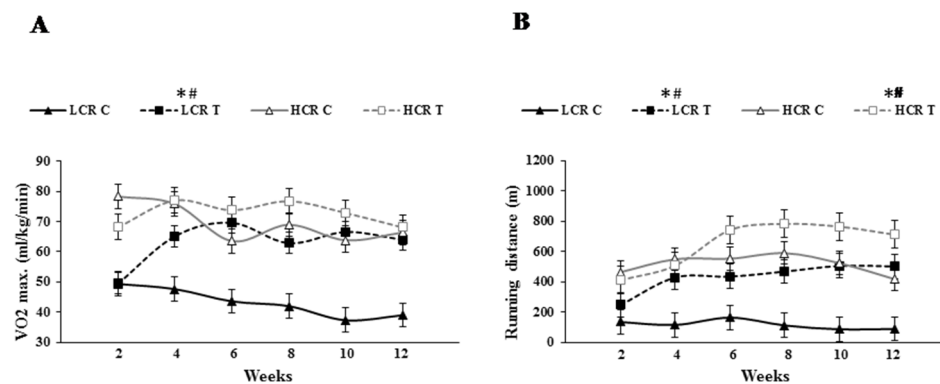 A
B
*#
LCR C LCR T HCR C HCR T
*# *#
LCR C LCR T HCR C HCR T
VO2 max. (ml/kg/min)
90
80
70
60
50
40
30
2 4 6 8 10 12
Weeks
Running distance (m)
1200
1000
800
600
400
200
0
2 4 6 8 10 12
Weeks